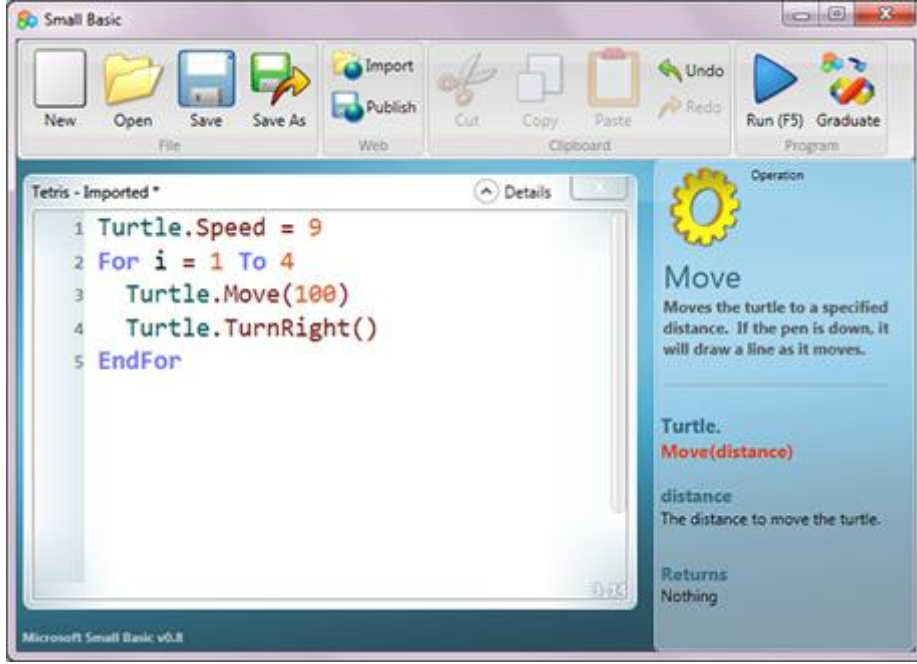 Small Basic
New
Open
Save
Save As
File
Import
Publish
Web
Cut
Copy
Paste
Clipboard
Undo
Redo
Run (F5)
Graduate
Program
Tetris - Imported *
Details
1 Turtle.Speed = 9
2 For i = 1 To 4
3 Turtle.Move(100)
4 Turtle.TurnRight()
5 EndFor
Microsoft Small Basic v0.8
Operation
Move
Moves the turtle to a specified
distance. If the pen is down, it
will draw a line as it moves.
Turtle.
Move(distance)
distance
The distance to move the turtle.
Returns
Nothing